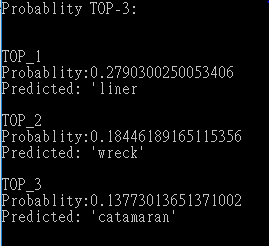 Probablity TOP-3:
TOP_1
Probablity:0.2790300250053406
Predicted: 'liner
TOP_2
Probablity:0.18446189165115356
Predicted: 'wreck'
TOP_3
Probablity:0.13773013651371002
Predicted: 'catamaran'